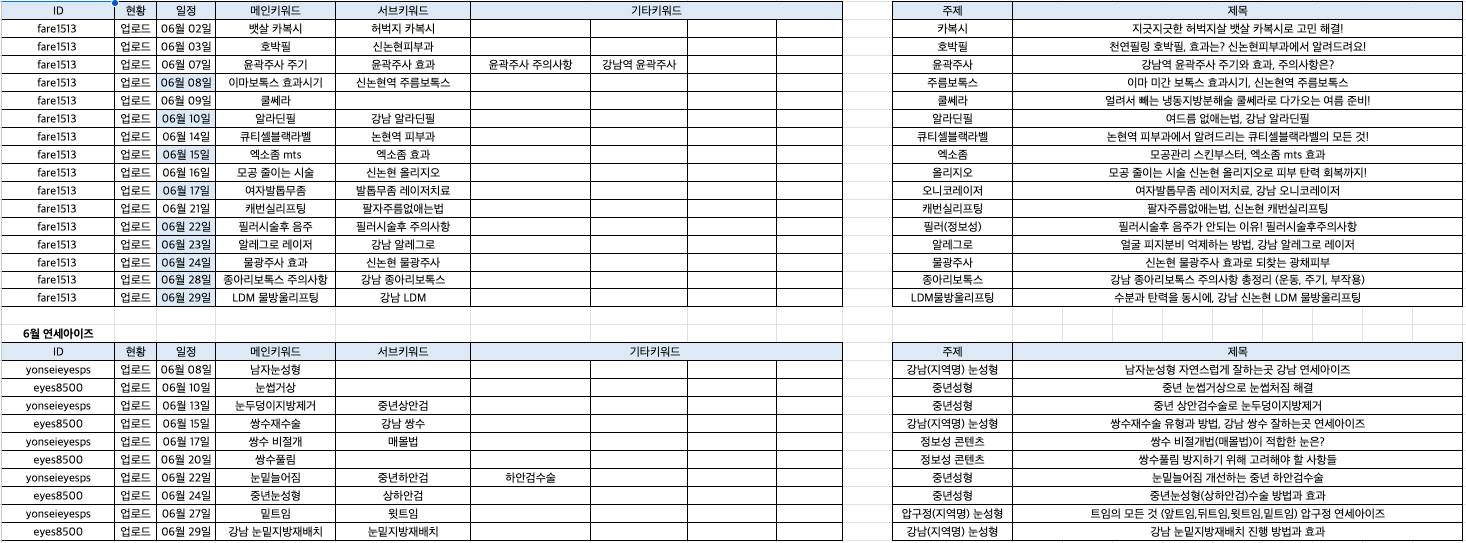 ID 현황 일정 메인키워드 서브키워드 기타키워드 주제 제목
fare1513 업로드 06월 02일 뱃살 카복시 허벅지 카복시 카복시 지긋지긋한 허벅지살 뱃살 카복시로 고민 해결!
fare1513 업로드 06월 03일 호박필 신논현피부과 호박필 천연필링 호박필, 효과는? 신논현피부과에서 알려드려요!
fare1513 업로드 06월 07일 윤곽주사 주기 윤곽주사 효과 윤곽주사 주의사항 강남역 윤곽주사 윤곽주사 강남역 윤곽주사 주기와 효과, 주의사항은?
fare1513 업로드 06월 08일 이마보톡스 효과시기 신논현역 주름보톡스 주름보톡스 이마 미간 보톡스 효과시기, 신논현역 주름보톡스
fare1513 업로드 06월 09일 쿨쎄라 쿨쎄라 얼려서 빼는 냉동지방분해술 쿨쎄라로 다가오는 여름 준비!
fare1513 업로드 06월 10일 알라딘필 강남 알라딘필 알라딘필 여드름 없애는법, 강남 알라딘필
fare1513 업로드 06월 14일 큐티셀블랙라벨 논현역 피부과 큐티셀블랙라벨 논현역 피부과에서 알려드리는 큐티셀블랙라벨의 모든 것!
fare1513 업로드 06월 15일 엑소좀 mts 엑소좀 효과 엑소좀 모공관리 스킨부스터, 엑소좀 mts 효과
fare1513 업로드 06월 16일 모공 줄이는 시술 신논현 올리지오 올리지오 모공 줄이는 시술 신논현 올리지오로 피부 탄력 회복까지!
fare1513 업로드 06월 17일 여자발톱무좀 발톱무좀 레이저치료 오니코레이저 여자발톱무좀 레이저치료, 강남 오니코레이저
fare1513 업로드 06월 21일 캐번실리프팅 팔자주름없애는법 캐번실리프팅 팔자주름없애는법, 신논현 캐번실리프팅
fare1513 업로드 06월 22일 필러시술후 음주 필러시술후 주의사항 필러(정보성) 필러시술후 음주가 안되는 이유! 필러시술후주의사항
fare1513 업로드 06월 23일 알레그로 레이저 강남 알레그로 알레그로 얼굴 피지분비 억제하는 방법, 강남 알레그로 레이저
fare1513 업로드 06월 24일 물광주사 효과 신논현 물광주사 물광주사 신논현 물광주사 효과로 되찾는 광채피부
fare1513 업로드 06월 28일 종아리보톡스 주의사항 강남 종아리보톡스 종아리보톡스 강남 종아리보톡스 주의사항 총정리 (운동, 주기, 부작용)
fare1513 업로드 06월 29일 LDM 물방울리프팅 강남 LDM LDM물방울리프팅 수분과 탄력을 동시에, 강남 신논현 LDM 물방울리프팅
6월 연세아이즈
ID 현황 일정 메인키워드 서브키워드 기타키워드 주제 제목
yonseieyesps 업로드 06월 08일 남자눈성형 강남(지역명) 눈성형 남자눈성형 자연스럽게 잘하는곳 강남 연세아이즈
eyes8500 업로드 06월 10일 눈썹거상 중년성형 중년 눈썹거상으로 눈썹처짐 해결
yonseieyesps 업로드 06월 13일 눈두덩이지방제거 중년상안검 중년성형 중년 상안검수술로 눈두덩이지방제거
eyes8500 업로드 06월 15일 쌍수재수술 강남 쌍수 강남(지역명) 눈성형 쌍수재수술 유형과 방법, 강남 쌍수 잘하는곳 연세아이즈
yonseieyesps 업로드 06월 17일 쌍수 비절개 매몰법 정보성 콘텐츠 쌍수 비절개법(매몰법)이 적합한 눈은?
eyes8500 업로드 06월 20일 쌍수풀림 정보성 콘텐츠 쌍수풀림 방지하기 위해 고려해야 할 사항들
yonseieyesps 업로드 06월 22일 눈밑늘어짐 중년하안검 하안검수술 중년성형 눈밑늘어짐 개선하는 중년 하안검수술
eyes8500 업로드 06월 24일 중년눈성형 상하안검 중년성형 중년눈성형(상하안검)수술 방법과 효과
yonseieyesps 업로드 06월 27일 밑트임 윗트임 압구정(지역명) 눈성형 트임의 모든 것 (앞트임,뒤트임,윗트임,밑트임) 압구정 연세아이즈
eyes8500 업로드 06월 29일 강남 눈밑지방재배치 눈밑지방재배치 강남(지역명) 눈성형 강남 눈밑지방재배치 진행 방법과 효과